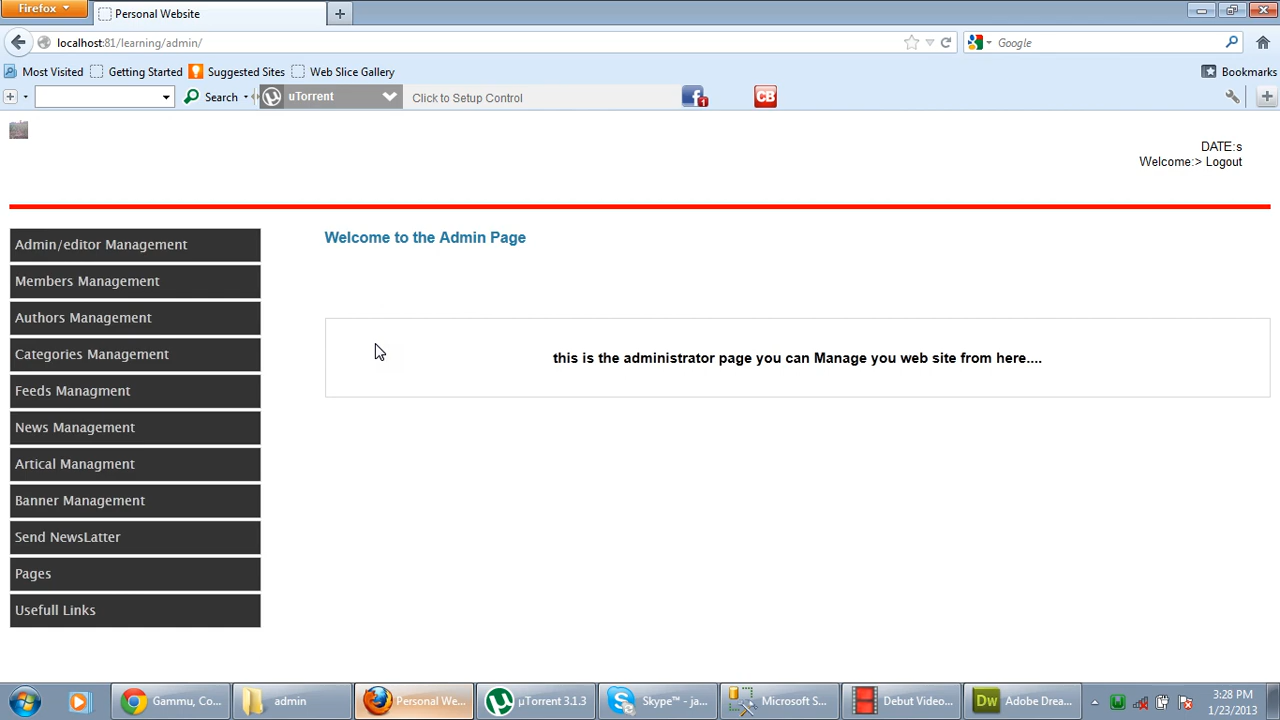 Firefox
Personal Website
localhost:81/learning/admin/
Google
Most Visited Getting Started Suggested Sites Web Slice Gallery Bookmarks
Search uTorrent Click to Setup Control 1 CB
DATE:s
Welcome:> Logout
Admin/editor Management
Members Management
Authors Management
Categories Management
Feeds Managment
News Management
Artical Managment
Banner Management
Send NewsLatter
Pages
Usefull Links
Welcome to the Admin Page
this is the administrator page you can Manage you web site from here....
Gammu, Co... admin Personal We... µTorrent 3.1.3 Skype™ - ja... Microsoft S... Debut Video... Dw Adobe Drea...
3:28 PM
1/23/2013